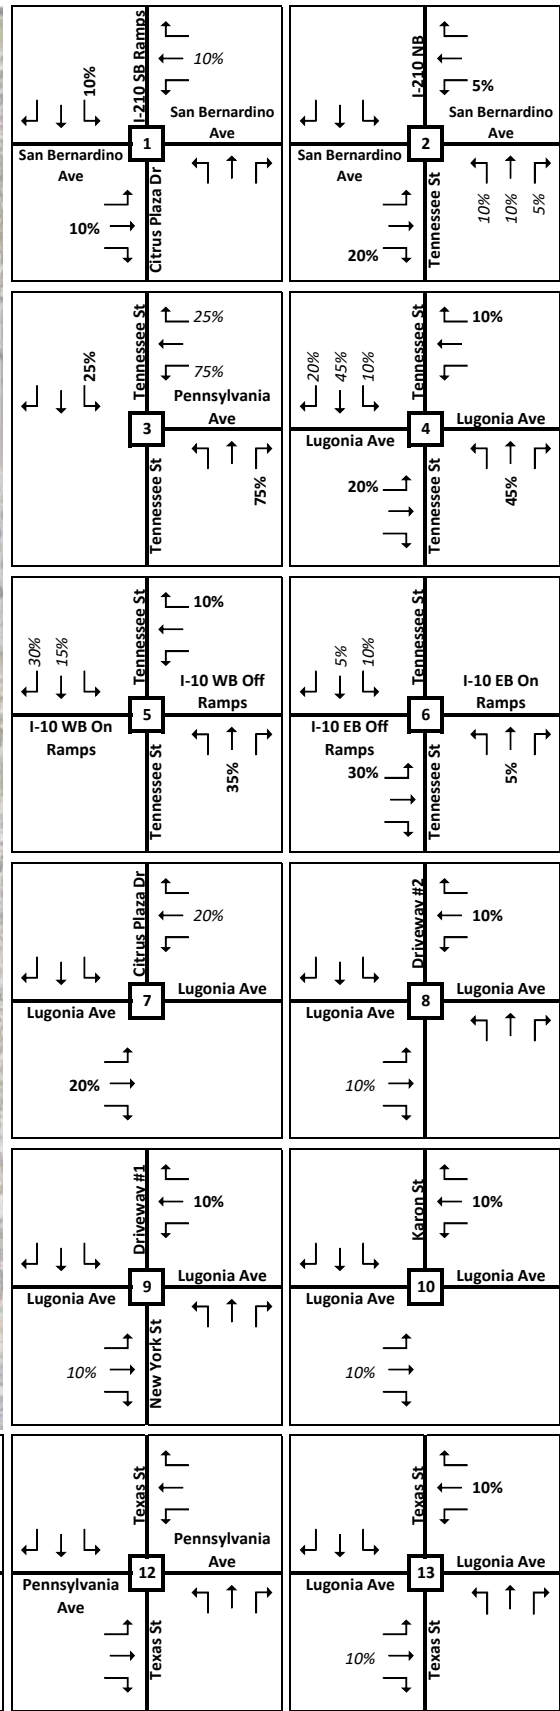 I-210 SB Ramps
10%
10%
San Bernardino
Ave
1
San Bernardino
Ave
10%
Citrus Plaza Dr
I-210 NB
5%
San Bernardino
Ave
2
San Bernardino
Ave
20%
Tennessee St
10%
10%
5%
Tennessee St
25%
25%
75%
Pennsylvania
Ave
3
Tennessee St
75%
Tennessee St
20%
45%
10%
10%
Lugonia Ave
4
Lugonia Ave
20%
Tennessee St
45%
Tennessee St
30%
15%
10%
I-10 WB Off
Ramps
5
I-10 WB On
Ramps
Tennessee St
35%
Tennessee St
5%
10%
I-10 EB On
Ramps
6
I-10 EB Off
Ramps
30%
Tennessee St
5%
Citrus Plaza Dr
20%
Lugonia Ave
7
Lugonia Ave
20%
Driveway #2
10%
Lugonia Ave
8
Lugonia Ave
10%
Driveway #1
10%
Lugonia Ave
9
Lugonia Ave
10%
New York St
Karon St
10%
Lugonia Ave
10
Lugonia Ave
10%
Texas St
Pennsylvania
Ave
12
Pennsylvania
Ave
Texas St
Texas St
10%
Lugonia Ave
13
Lugonia Ave
10%
Texas St